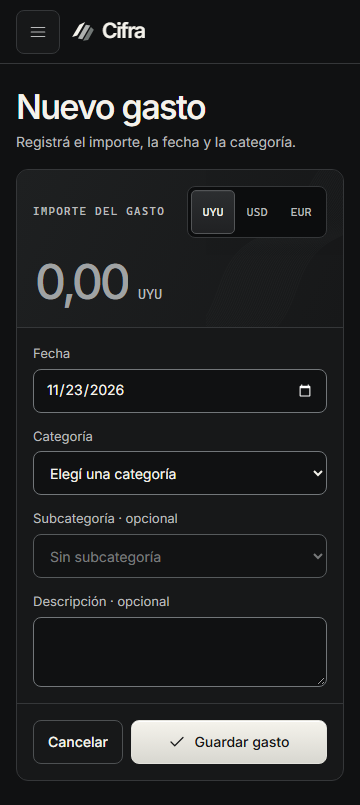 Cifra
Nuevo gasto
Registrá el importe, la fecha y la categoría.
IMPORTE DEL GASTO
UYU
USD
EUR
0,00 UYU
Fecha
11/23/2026
Categoría
Elegí una categoría
Subcategoría · opcional
Sin subcategoría
Descripción · opcional
Cancelar
Guardar gasto